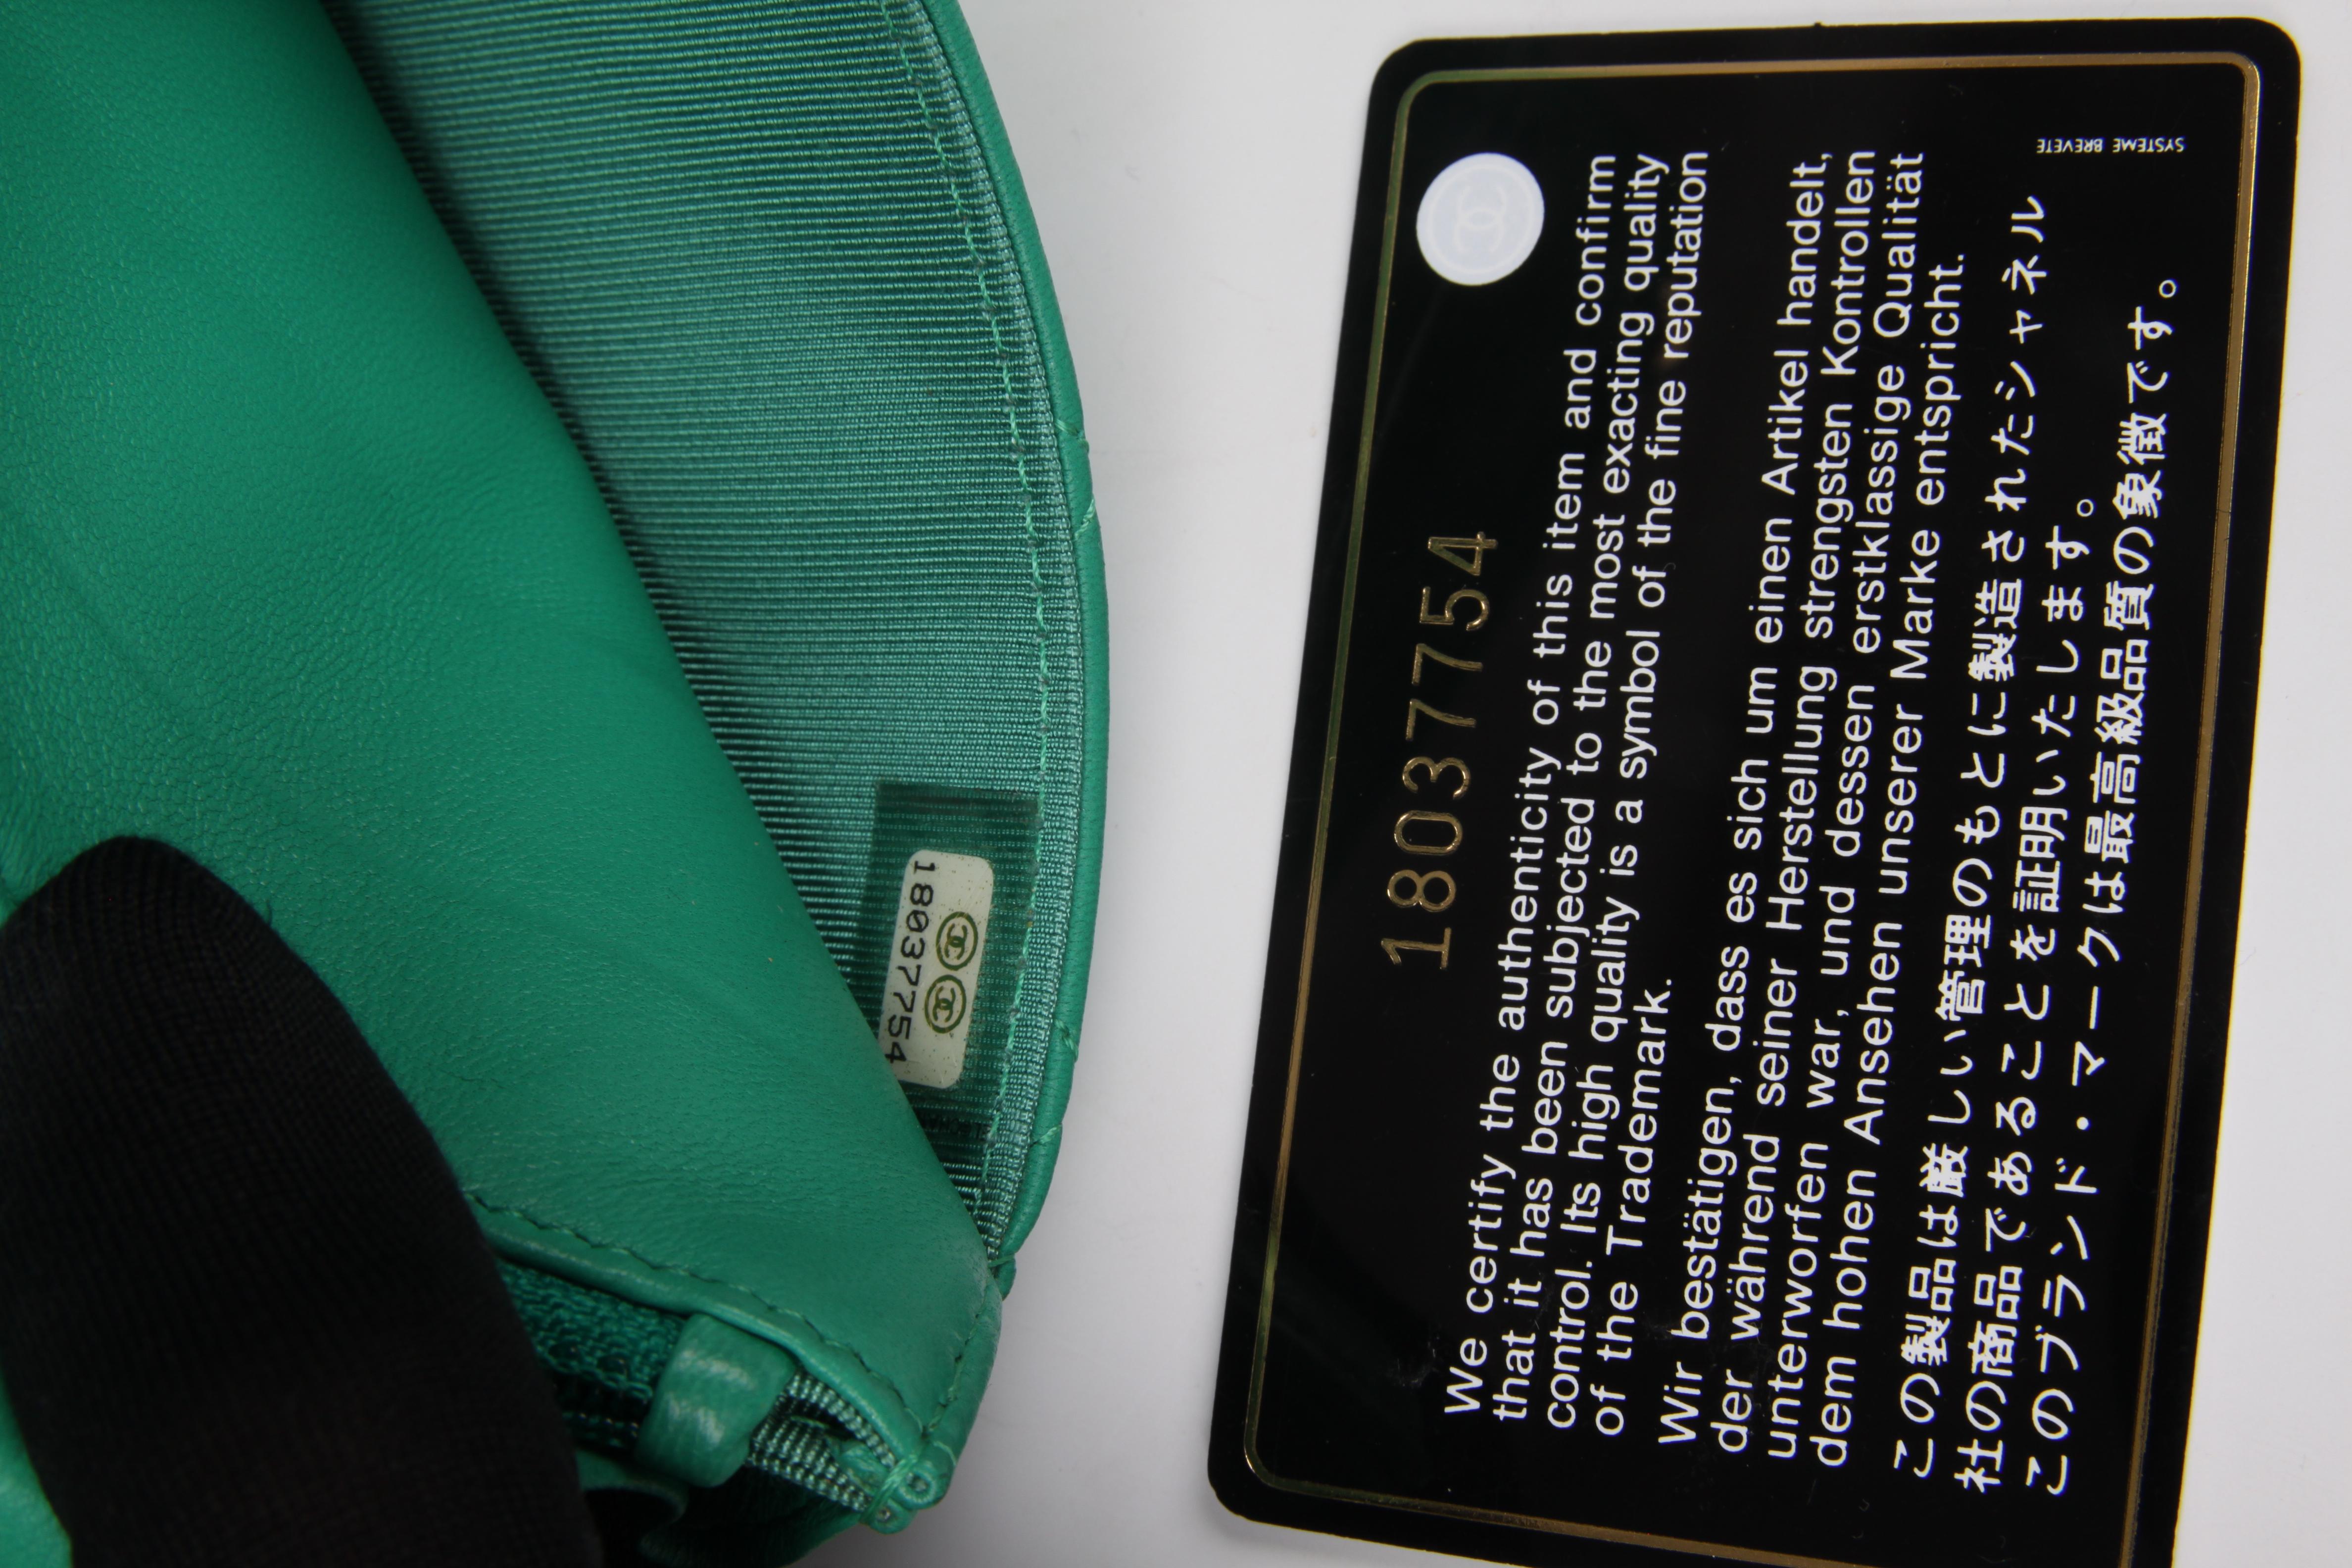 18037754
18037754
We certify the authenticity of this item and confirm
that it has been subjected to the most exacting quality
control. Its high quality is a symbol of the fine reputation
of the Trademark.
Wir bestätigen, dass es sich um einen Artikel handelt,
der während seiner Herstellung strengsten Kontrollen
unterworfen war, und dessen erstklassige Qualität
dem hohen Ansehen unserer Marke entspricht.
この製品は厳しい管理のもとに製造されたシャネル
社の商品であることを証明いたします。
このブランド・マークは最高級品質の象徴です。
SYSTEME BREVETE